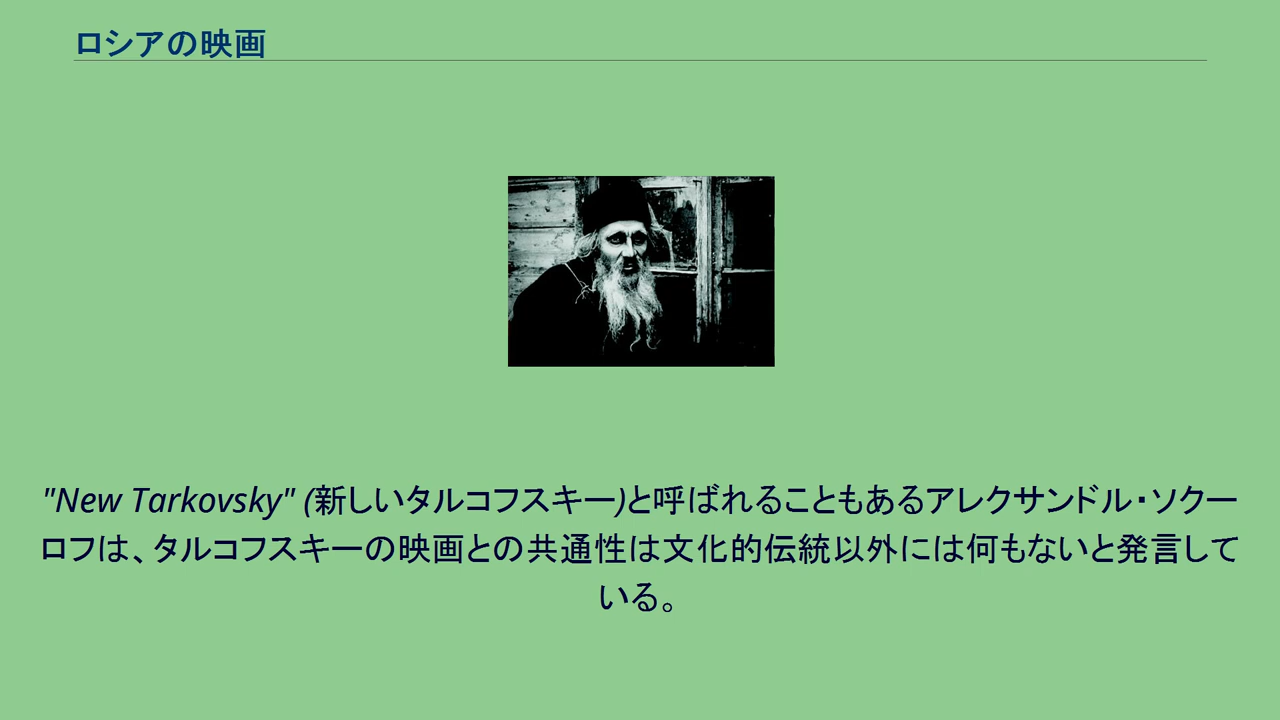 ロシアの映画
"New Tarkovsky" (新しいタルコフスキー)と呼ばれることもあるアレクサンドル・ソクー
ロフは、タルコフスキーの映画との共通性は文化的伝統以外には何もないと発言して
いる。